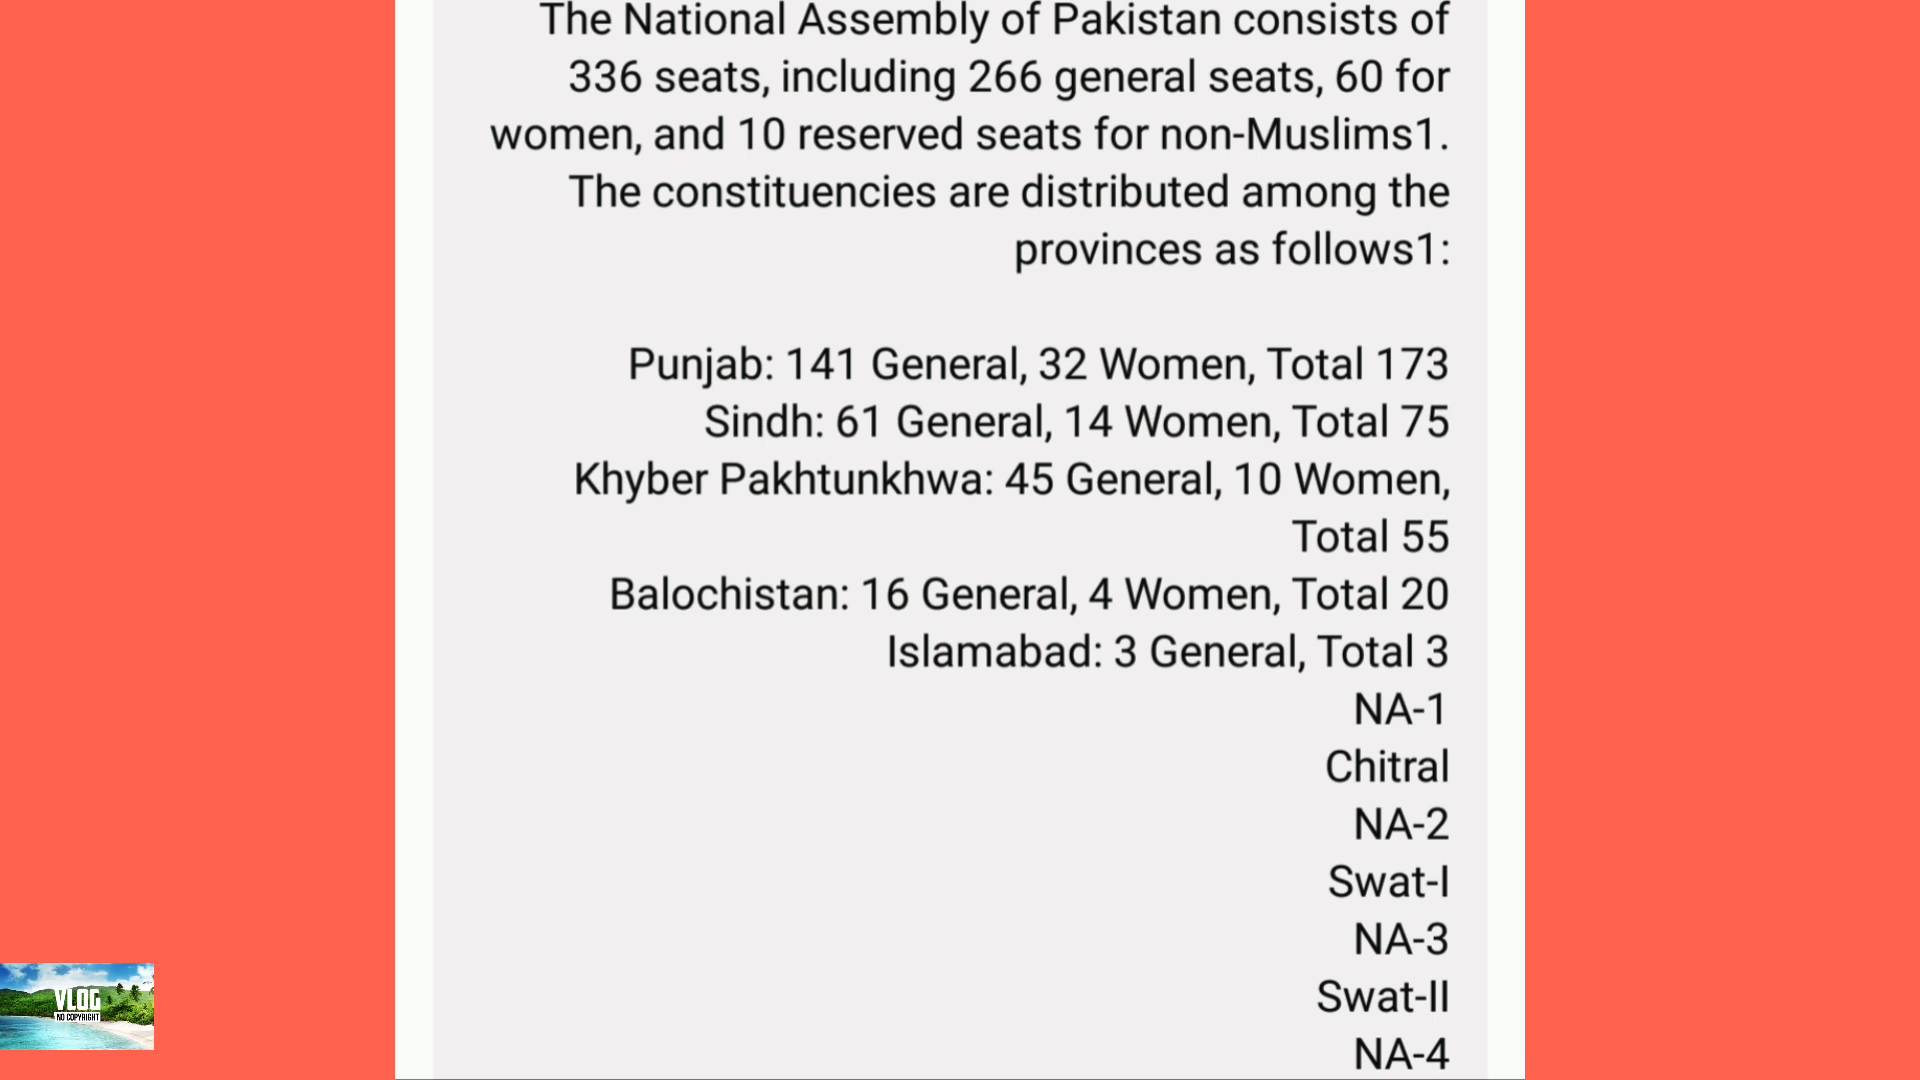 The National Assembly of Pakistan consists of
336 seats, including 266 general seats, 60 for
women, and 10 reserved seats for non-Muslims1.
The constituencies are distributed among the
provinces as follows1:
Punjab: 141 General, 32 Women, Total 173
Sindh: 61 General, 14 Women, Total 75
Khyber Pakhtunkhwa: 45 General, 10 Women,
Total 55
Balochistan: 16 General, 4 Women, Total 20
Islamabad: 3 General, Total 3
NA-1
Chitral
NA-2
Swat-I
NA-3
Swat-II
NA-4
VLOG
NO COPYRIGHT